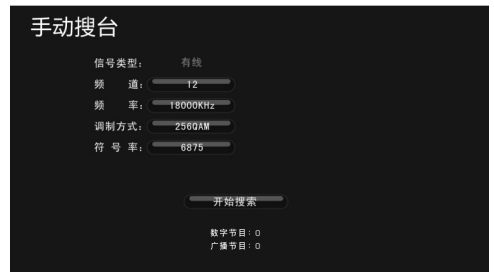 手动搜台
信号类型： 有线
频 道： 12
频 率： 18000KHz
调制方式： 256QAM
符 号 率： 6875
开始搜索
数字节目：0
广播节目：0